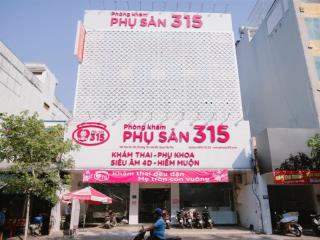 Phòng khám
PHỤ SẢN 315
315
Phòng khám
PHỤ SẢN 315
KHÁM THAI - PHỤ KHOA
SIÊU ÂM 4D - HIẾM MUỘN
Khám thai đều đặn
Mẹ tròn con vuông